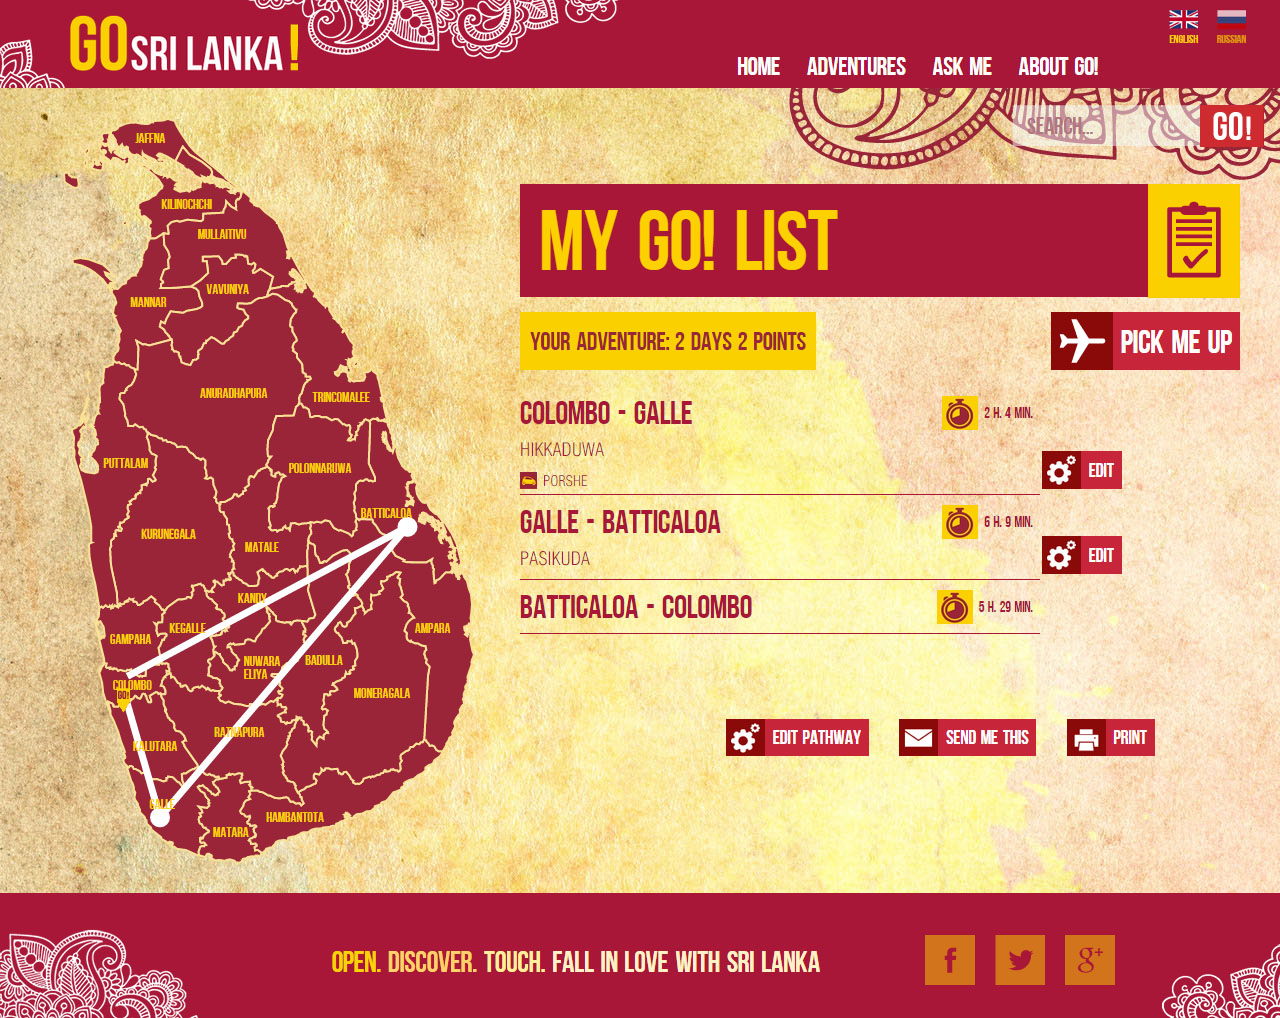 GO SRI LANKA!
ENGLISH
RUSSIAN
HOME ADVENTURES ASK ME ABOUT GO!
SEARCH...
GO!
MY GO! LIST
YOUR ADVENTURE: 2 DAYS 2 POINTS
PICK ME UP
COLOMBO - GALLE
2 H. 4 MIN.
HIKKADUWA
PORSHE
EDIT
GALLE - BATTICALOA
6 H. 9 MIN.
PASIKUDA
EDIT
BATTICALOA - COLOMBO
5 H. 29 MIN.
EDIT PATHWAY
SEND ME THIS
PRINT
JAFFNA
KILINOCHCHI
MULLAITIVU
VAVUNIYA
MANNAR
ANURADHAPURA
TRINCOMALEE
PUTTALAM
POLONNARUWA
BATTICALOA
KURUNEGALA
MATALE
KANDY
KEGALLE
GAMPAHA
AMPARA
NUWARA
ELIYA
BADULLA
COLOMBO
GO!
MONERAGALA
RATNAPURA
KALUTARA
GALLE
HAMBANTOTA
MATARA
OPEN. DISCOVER. TOUCH. FALL IN LOVE WITH SRI LANKA
f
g+